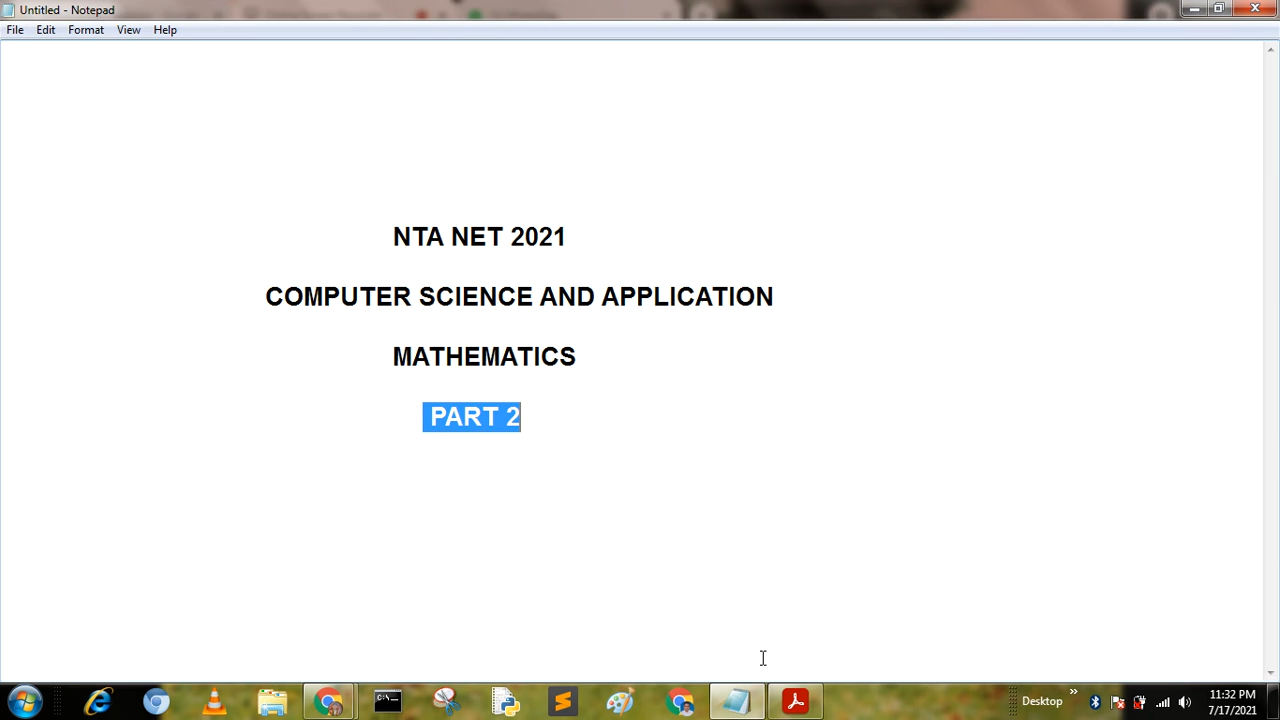 Untitled - Notepad
File Edit Format View Help
NTA NET 2021
COMPUTER SCIENCE AND APPLICATION
MATHEMATICS
PART 2
Desktop
11:32 PM
7/17/2021